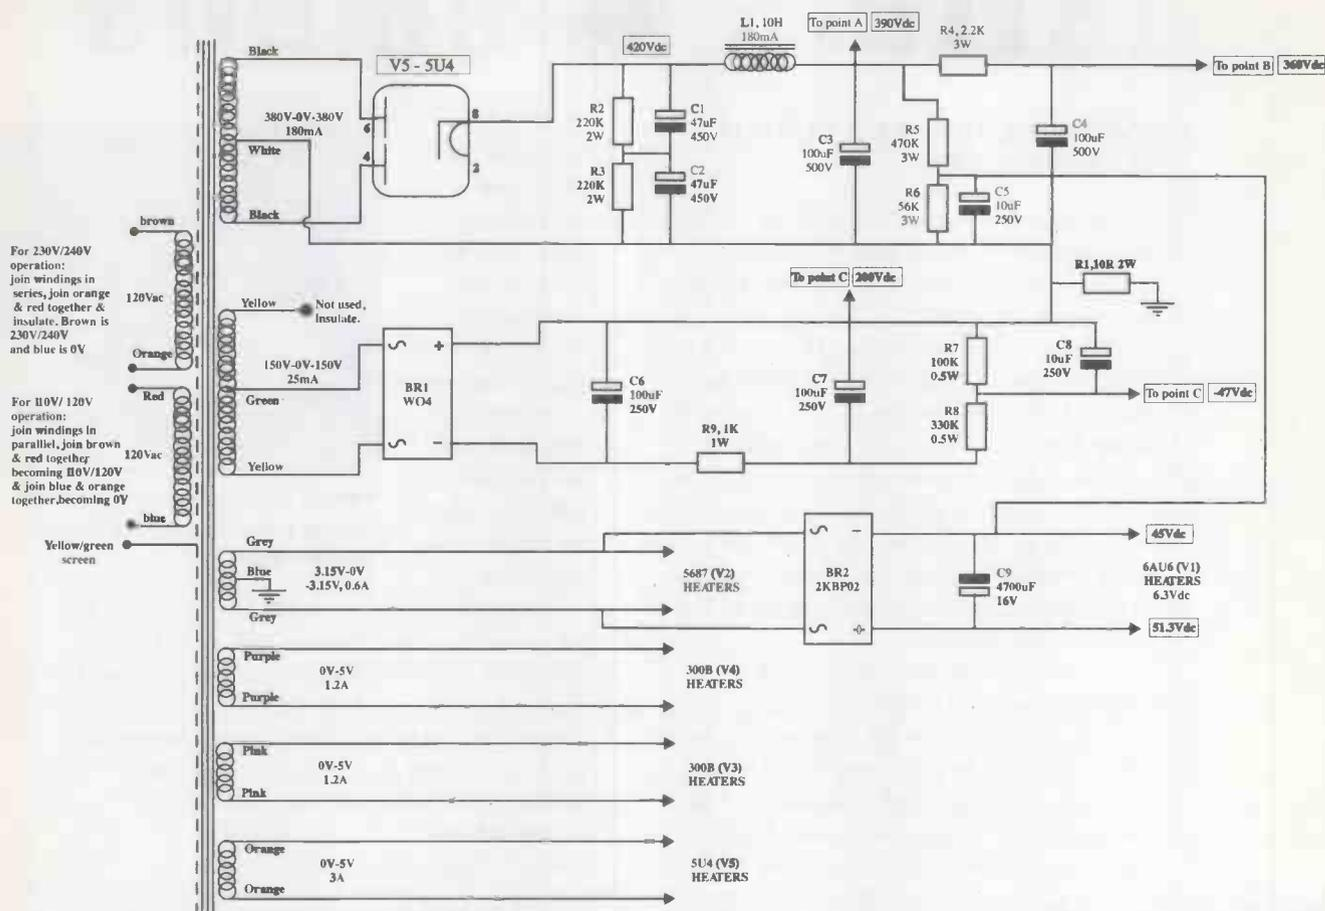 L1, 10H
180mA
To point A
390Vdc
R4, 2.2K
3W
To point B
360Vdc
420Vdc
Black
V5 - 5U4
380V-0V-380V
180mA
White
Black
6
4
8
2
R2
220K
2W
R3
220K
2W
C1
47uF
450V
C2
47uF
450V
C3
100uF
500V
R5
470K
3W
R6
56K
3W
C5
10uF
250V
C4
100uF
500V
R1,10R 2W
brown
For 230V/240V
operation:
join windings in
series, join orange
& red together &
insulate. Brown is
230V/240V
and blue is 0V
120Vac
Orange
Red
For 110V/ 120V
operation:
join windings in
paralliel, join brown
& red together
becoming 110V/120V
& join blue & orange
together,becoming 0V
120Vac
blue
Yellow/green
screen
Yellow
Not used,
Insulate.
150V-0V-150V
25mA
Green
Yellow
BR1
WO4
+
-
To point C
200Vdc
C6
100uF
250V
C7
100uF
250V
R9, 1K
1W
R7
100K
0.5W
R8
330K
0.5W
C8
10uF
250V
To point C
-47Vdc
Grey
Blue
3.15V-0V
-3.15V, 0.6A
Grey
5687 (V2)
HEATERS
BR2
2KBP02
-
+
C9
4700uF
16V
45Vdc
6AU6 (V1)
HEATERS
6.3Vdc
51.3Vdc
Purple
0V-5V
1.2A
Purple
300B (V4)
HEATERS
Pink
0V-5V
1.2A
Pink
300B (V3)
HEATERS
Orange
0V-5V
3A
Orange
5U4 (V5)
HEATERS